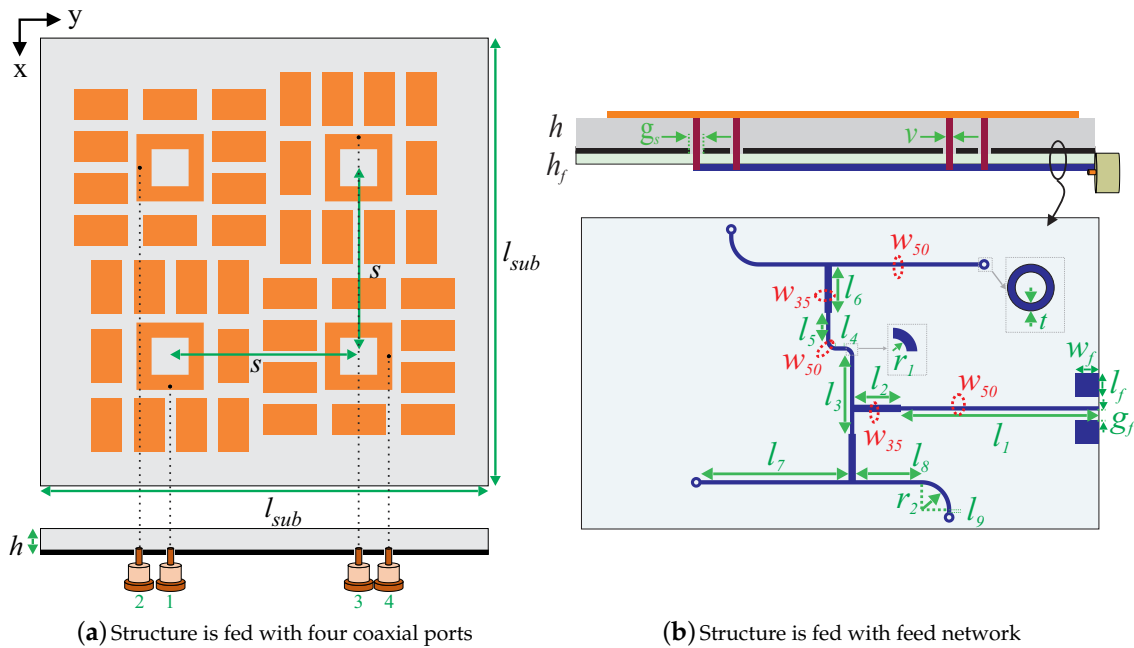 y
x
s
s
l_sub
l_sub
h
2 1 3 4
(a) Structure is fed with four coaxial ports
h
g_s
v
h_f
w_50
w_35
l_6
l_5
l_4
w_50
r_1
t
l_3
l_2
w_50
w_35
l_1
w_f
l_f
g_f
l_7
l_8
r_2
l_9
(b) Structure is fed with feed network